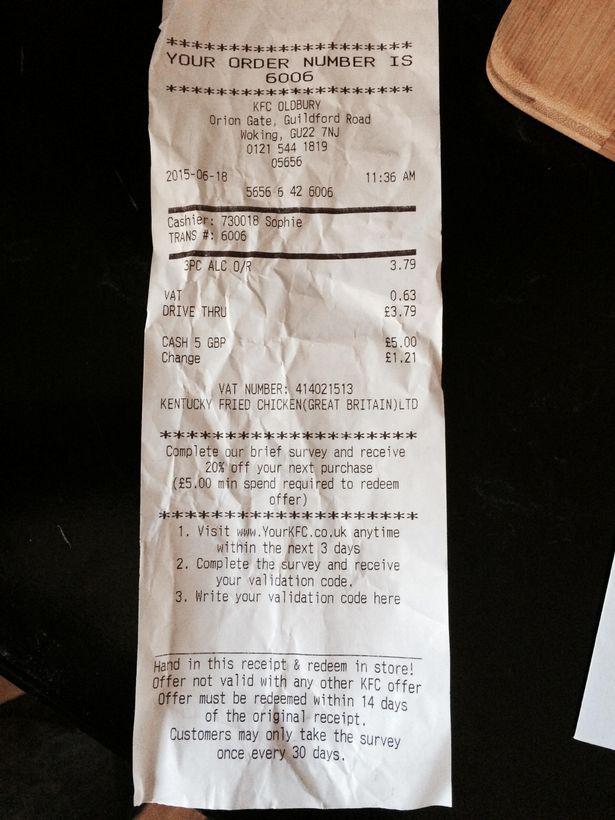 *************************
YOUR ORDER NUMBER IS
6006
*************************
KFC OLDBURY
Orion Gate, Guildford Road
Woking, GU22 7NJ
0121 544 1819
05656
2015-06-18 11:36 AM
5656 6 42 6006
Cashier: 730018 Sophie
TRANS #: 6006
3PC ALC O/R 3.79
VAT 0.63
DRIVE THRU £3.79
CASH 5 GBP £5.00
Change £1.21
VAT NUMBER: 414021513
KENTUCKY FRIED CHICKEN(GREAT BRITAIN)LTD
*************************
Complete our brief survey and receive
20% off your next purchase
(£5.00 min spend required to redeem
offer)
*************************
1. Visit www.YourKFC.co.uk anytime
within the next 3 days
2. Complete the survey and receive
your validation code.
3. Write your validation code here
Hand in this receipt & redeem in store!
Offer not valid with any other KFC offer
Offer must be redeemed within 14 days
of the original receipt.
Customers may only take the survey
once every 30 days.